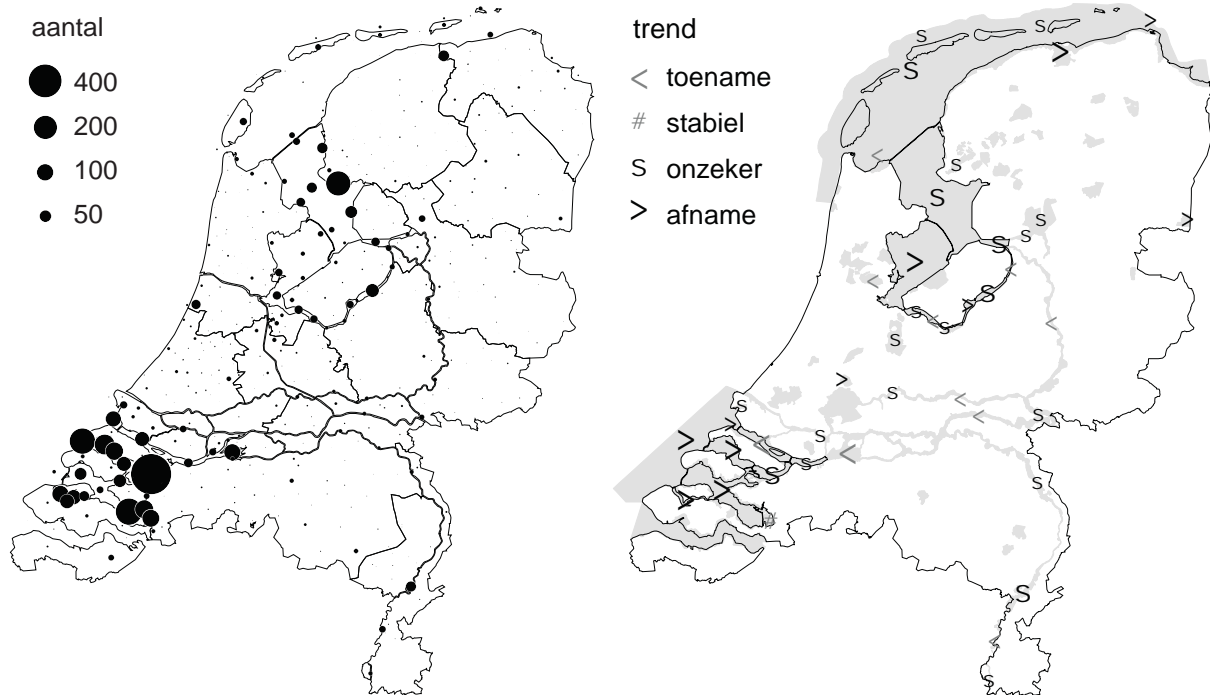 aantal
400
200
100
50
trend
< toename
# stabiel
S onzeker
> afname